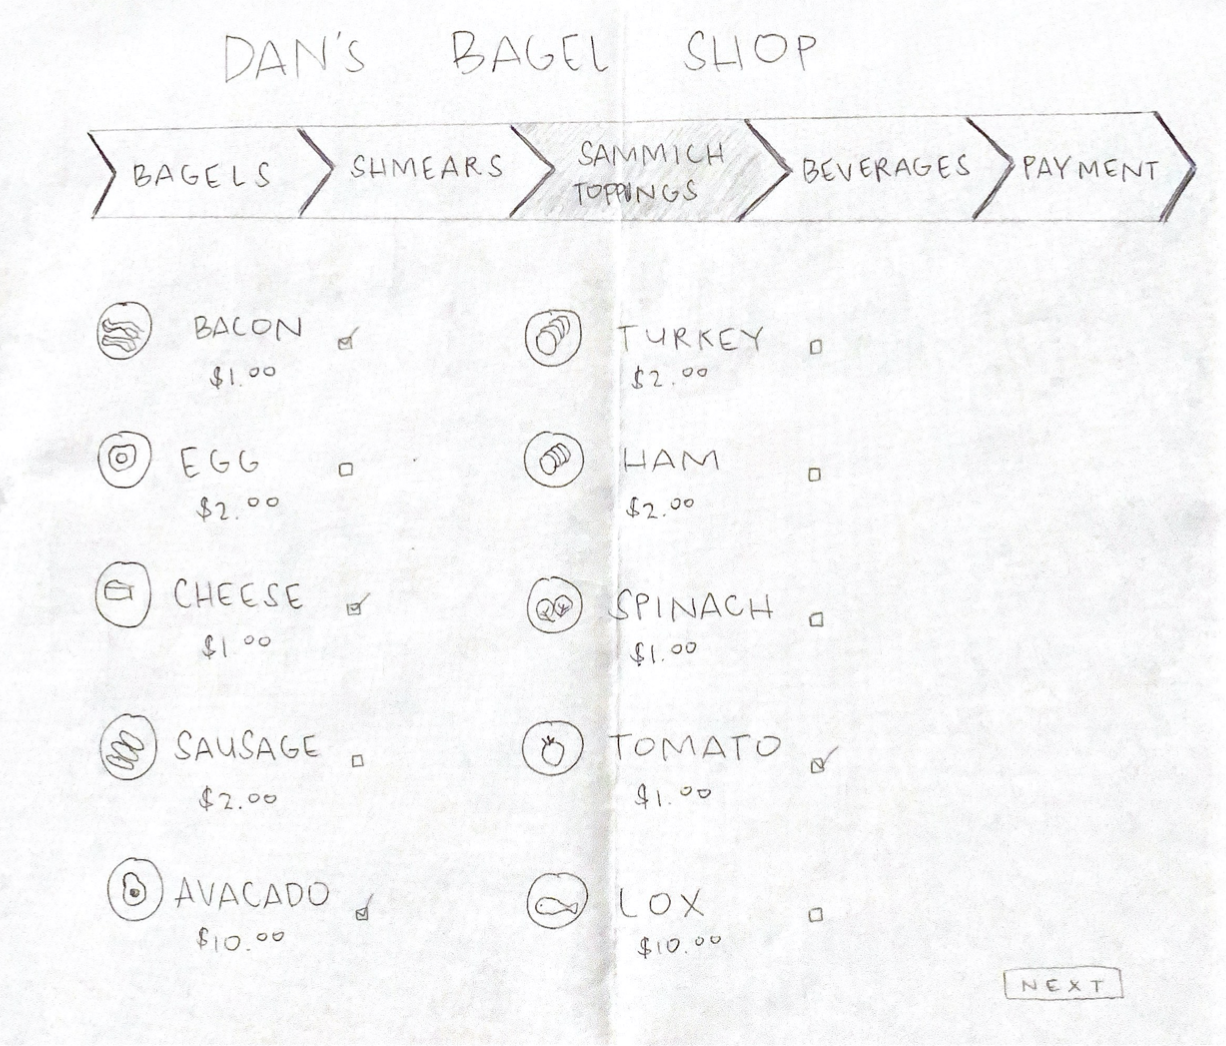 DAN'S BAGEL SHOP
BAGELS
SHMEARS
SAMMICH
TOPPINGS
BEVERAGES
PAYMENT
BACON
$1.00
EGG
$2.00
CHEESE
$1.00
SAUSAGE
$2.00
AVACADO
$10.00
TURKEY
$2.00
HAM
$2.00
SPINACH
$1.00
TOMATO
$1.00
LOX
$10.00
NEXT